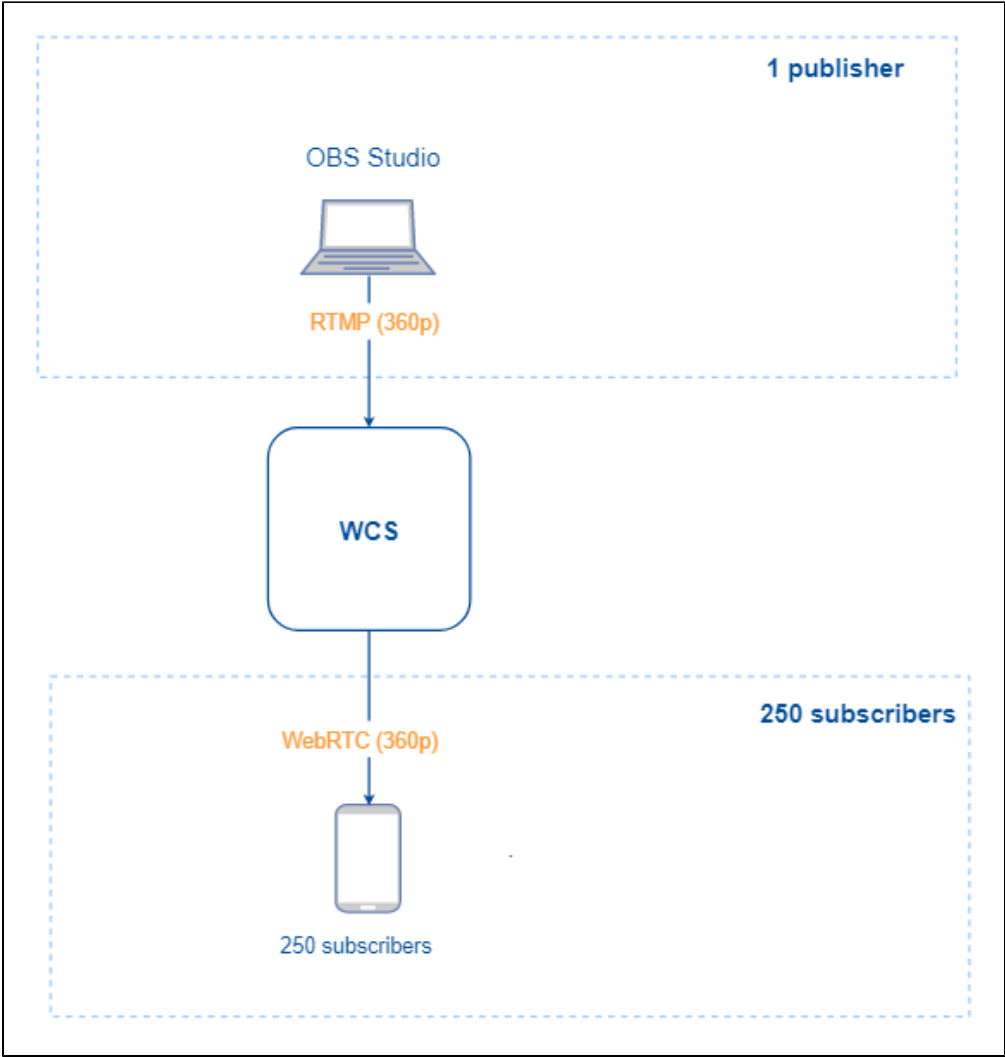 1 publisher
OBS Studio
RTMP (360p)
WCS
250 subscribers
WebRTC (360p)
250 subscribers